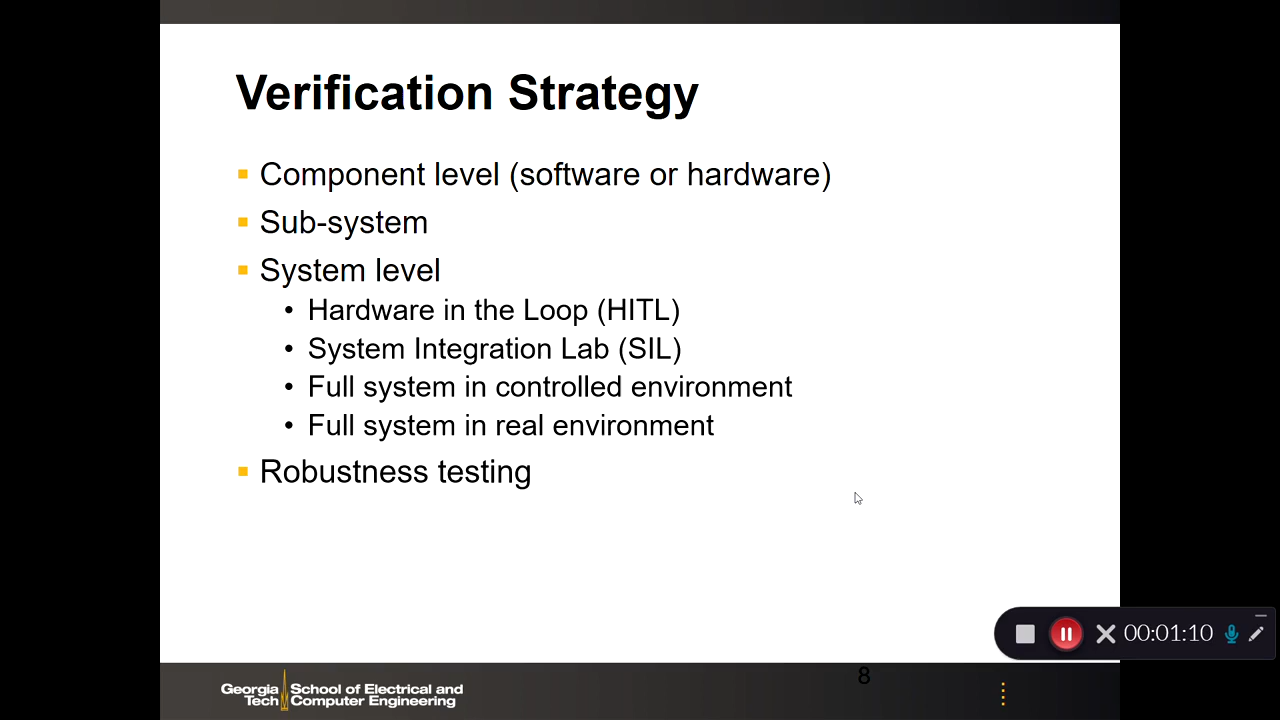 Verification Strategy
Component level (software or hardware)
Sub-system
System level
Hardware in the Loop (HITL)
System Integration Lab (SIL)
Full system in controlled environment
Full system in real environment
Robustness testing
00:01:10
8
Georgia Tech School of Electrical and
Computer Engineering